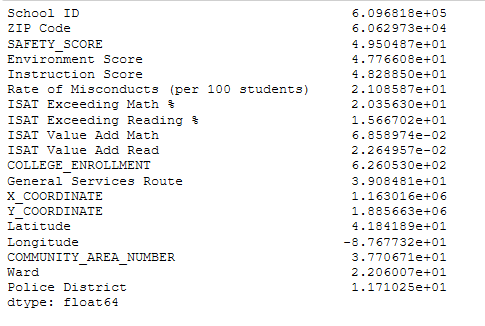 School ID 6.096818e+05
ZIP Code 6.062973e+04
SAFETY_SCORE 4.950487e+01
Environment Score 4.776608e+01
Instruction Score 4.828850e+01
Rate of Misconducts (per 100 students) 2.108587e+01
ISAT Exceeding Math % 2.035630e+01
ISAT Exceeding Reading % 1.566702e+01
ISAT Value Add Math 6.858974e-02
ISAT Value Add Read 2.264957e-02
COLLEGE_ENROLLMENT 6.260530e+02
General Services Route 3.908481e+01
X_COORDINATE 1.163016e+06
Y_COORDINATE 1.885663e+06
Latitude 4.184189e+01
Longitude -8.767732e+01
COMMUNITY_AREA_NUMBER 3.770671e+01
Ward 2.206007e+01
Police District 1.171025e+01
dtype: float64